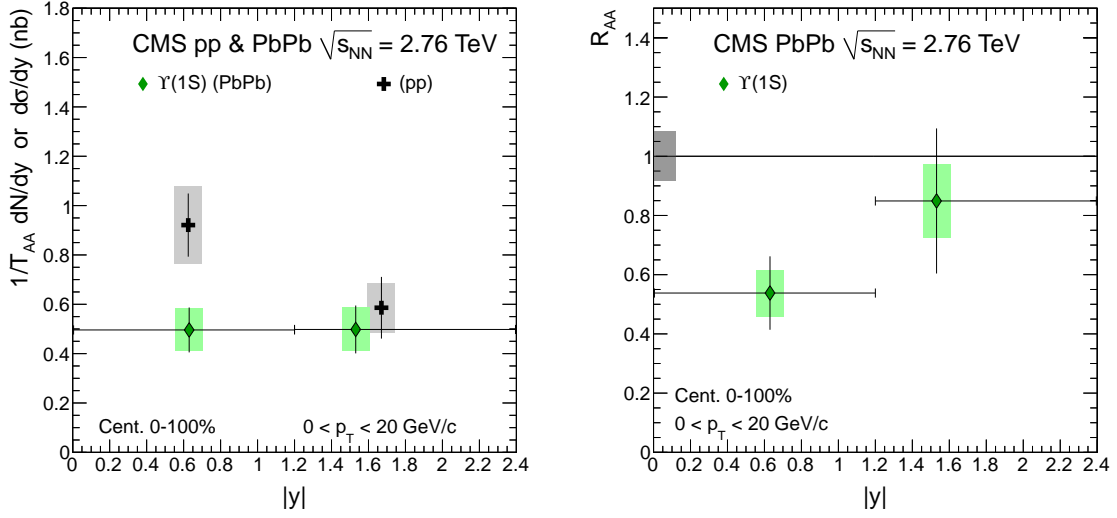 CMS pp & PbPb √s_NN = 2.76 TeV
ϒ(1S) (PbPb) (pp)
1/T_AA dN/dy or dσ/dy (nb)
1.8
1.6
1.4
1.2
1
0.8
0.6
0.4
0.2
0
Cent. 0-100% 0 < p_T < 20 GeV/c
0 0.2 0.4 0.6 0.8 1 1.2 1.4 1.6 1.8 2 2.2 2.4
|y|
CMS PbPb √s_NN = 2.76 TeV
ϒ(1S)
R_AA
1.4
1.2
1
0.8
0.6
0.4
0.2
0
Cent. 0-100%
0 < p_T < 20 GeV/c
0 0.2 0.4 0.6 0.8 1 1.2 1.4 1.6 1.8 2 2.2 2.4
|y|